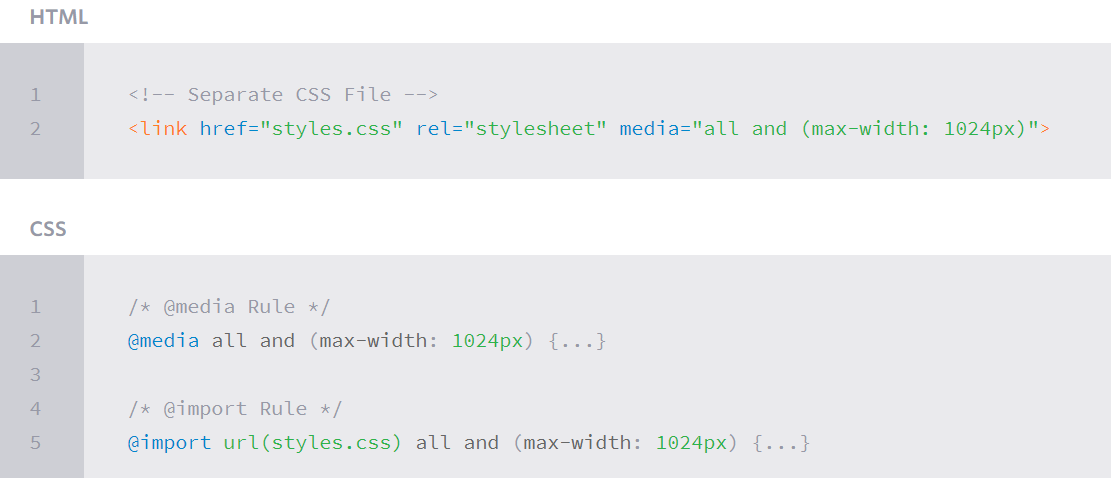 HTML
1 <!-- Separate CSS File -->
2 <link href="styles.css" rel="stylesheet" media="all and (max-width: 1024px)">
CSS
1 /* @media Rule */
2 @media all and (max-width: 1024px) {...}
3
4 /* @import Rule */
5 @import url(styles.css) all and (max-width: 1024px) {...}